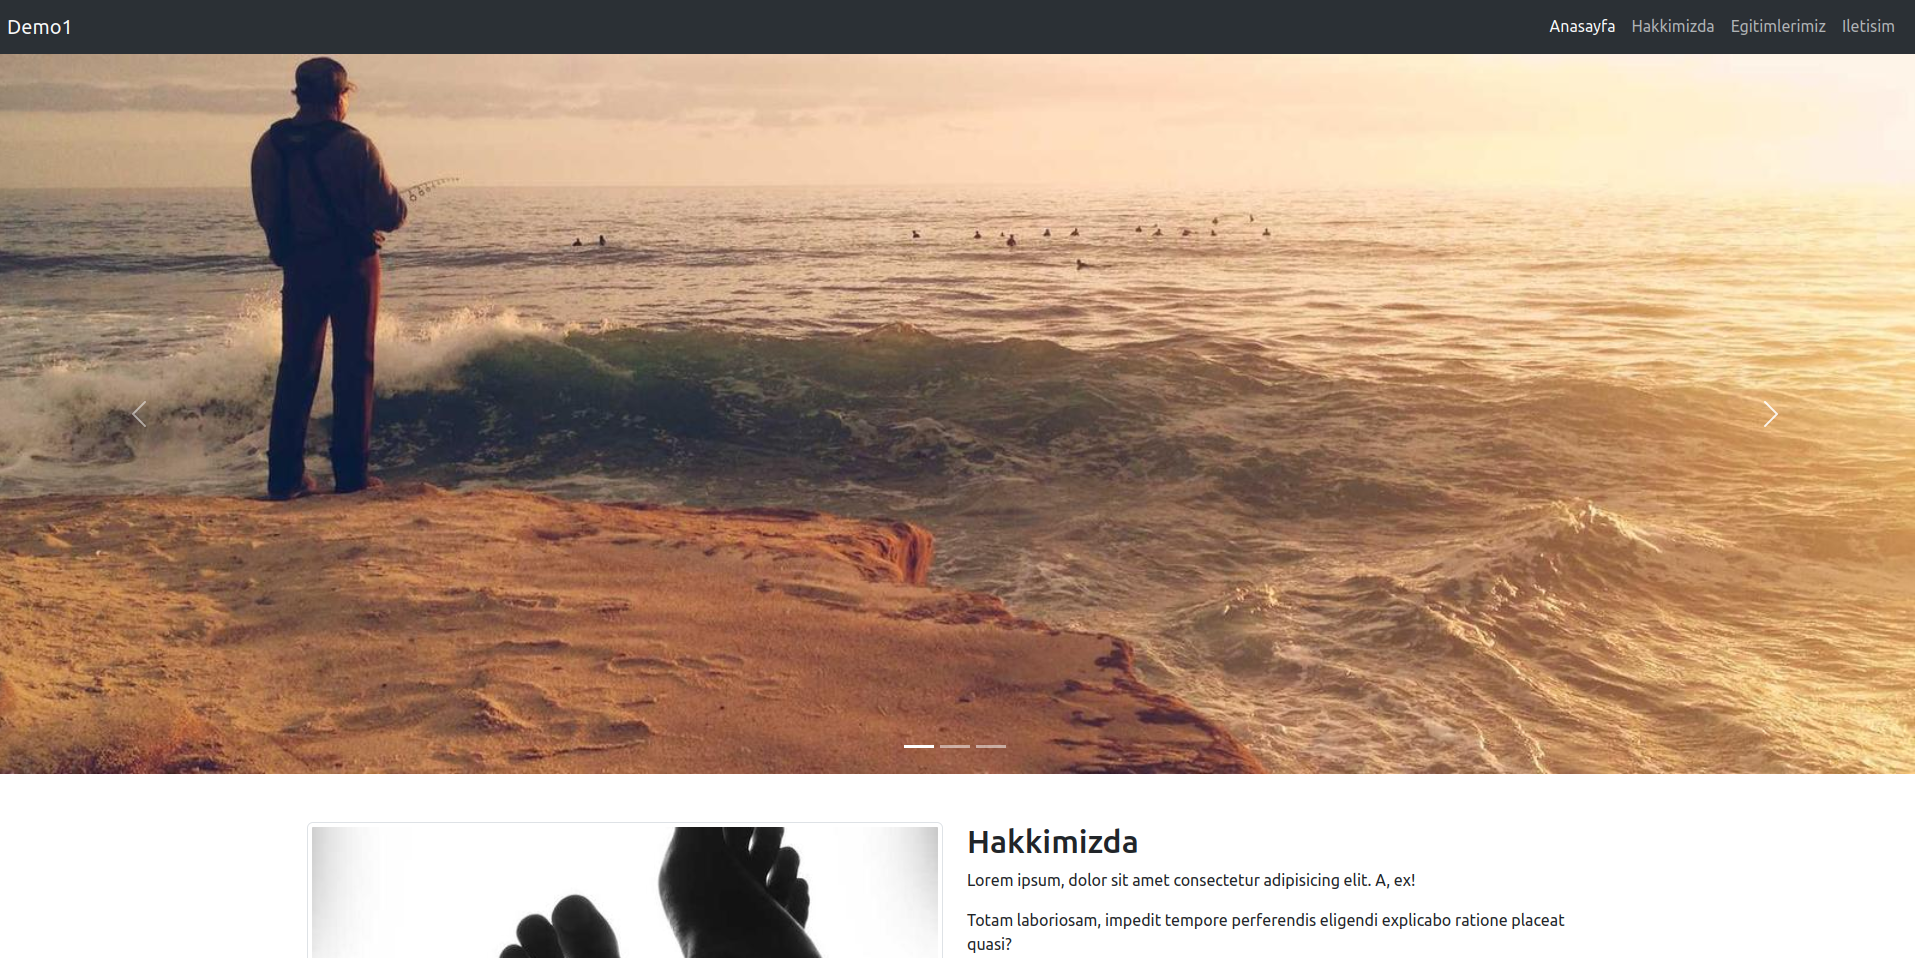 Demo1
Anasayfa Hakkimizda Egitimlerimiz Iletisim
Hakkimizda
Lorem ipsum, dolor sit amet consectetur adipisicing elit. A, ex!
Totam laboriosam, impedit tempore perferendis eligendi explicabo ratione placeat
quasi?